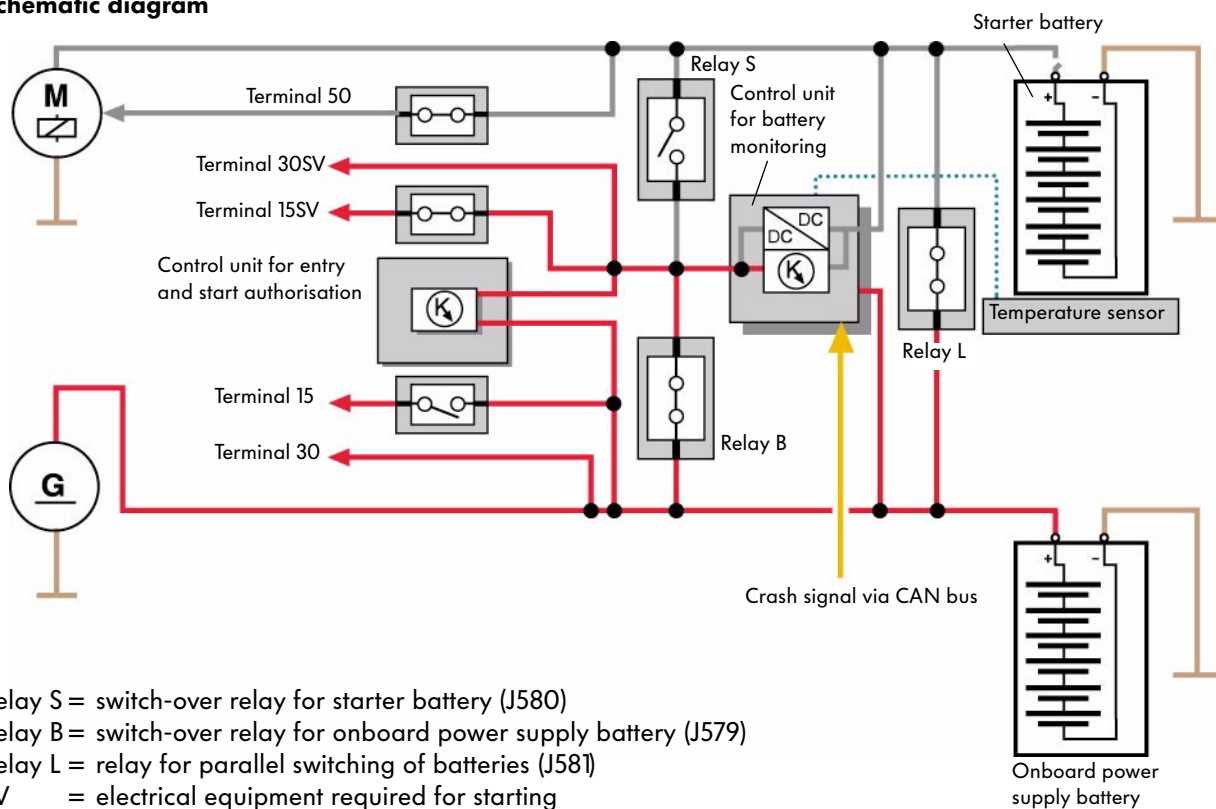 chematic diagram
Starter battery
Relay S
M
Terminal 50
Control unit
for battery
monitoring
+
−
Terminal 30SV
Terminal 15SV
DC
DC
K
Control unit for entry
and start authorisation
K
Temperature sensor
Relay L
Terminal 15
Terminal 30
Relay B
G
+
−
Crash signal via CAN bus
elay S = switch-over relay for starter battery (J580)
elay B = switch-over relay for onboard power supply battery (J579)
elay L = relay for parallel switching of batteries (J581)
V = electrical equipment required for starting
Onboard power
supply battery